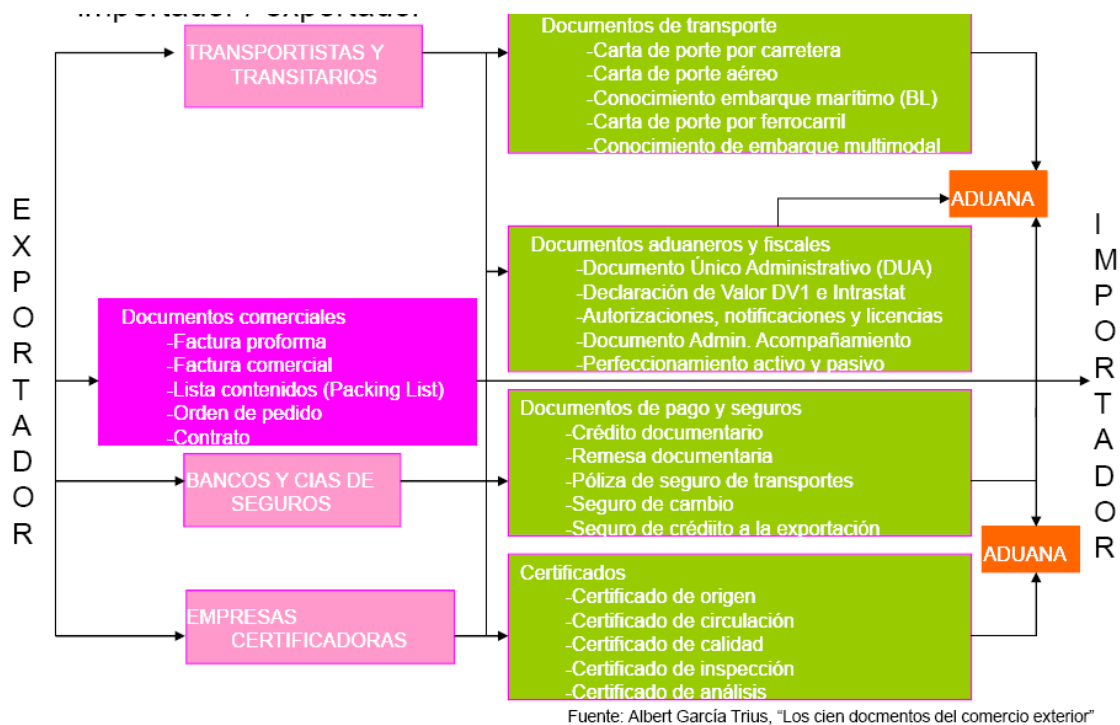 importador / exportador
TRANSPORTISTAS Y
TRANSITARIOS
Documentos de transporte
-Carta de porte por carretera
-Carta de porte aéreo
-Conocimiento embarque marítimo (BL)
-Carta de porte por ferrocarril
-Conocimiento de embarque multimodal
ADUANA
EXPORTADOR
IMPORTADOR
Documentos aduaneros y fiscales
-Documento Único Administrativo (DUA)
-Declaración de Valor DV1 e Intrastat
-Autorizaciones, notificaciones y licencias
-Documento Admin. Acompañamiento
-Perfeccionamiento activo y pasivo
Documentos comerciales
-Factura proforma
-Factura comercial
-Lista contenidos (Packing List)
-Orden de pedido
-Contrato
Documentos de pago y seguros
-Crédito documentario
-Remesa documentaria
-Póliza de seguro de transportes
-Seguro de cambio
-Seguro de crédiito a la exportación
BANCOS Y CIAS DE
SEGUROS
ADUANA
Certificados
-Certificado de origen
-Certificado de circulación
-Certificado de calidad
-Certificado de inspección
-Certificado de análisis
EMPRESAS
CERTIFICADORAS
Fuente: Albert García Trius, “Los cien docmentos del comercio exterior”